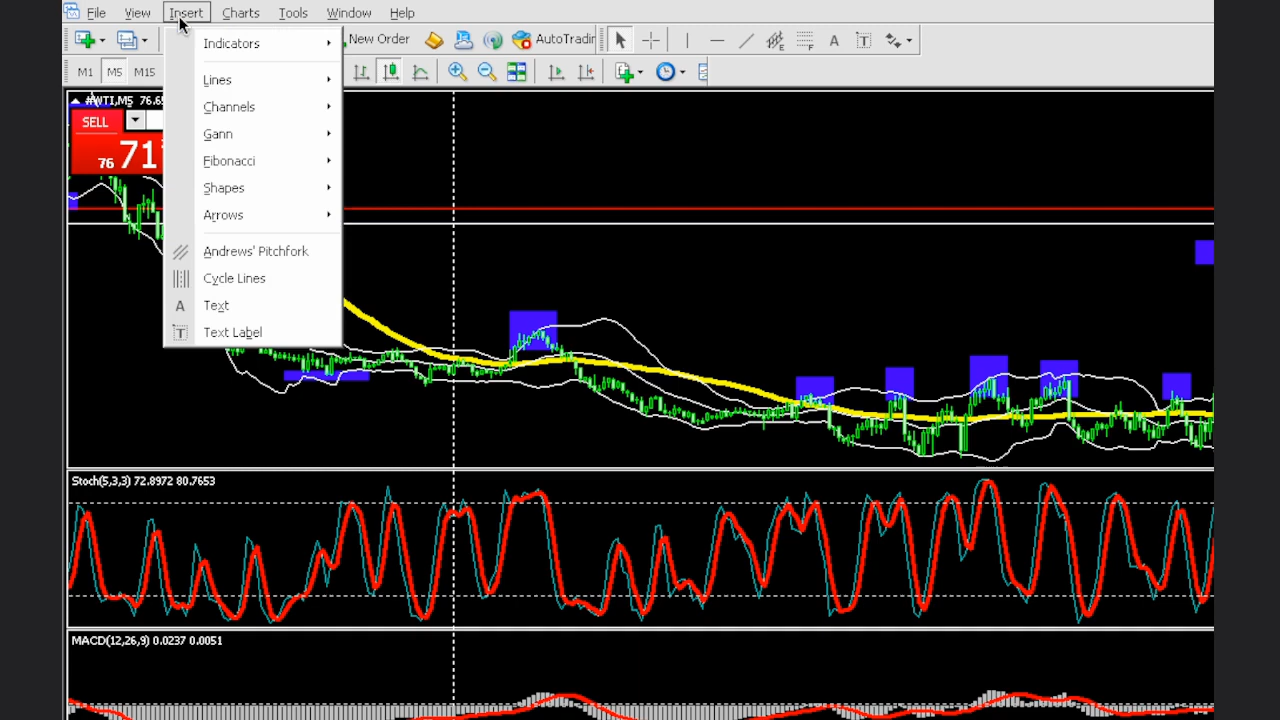 File View Insert Charts Tools Window Help
New Order AutoTradin
M1 M5 M15
Indicators
Lines
Channels
Gann
Fibonacci
Shapes
Arrows
Andrews' Pitchfork
Cycle Lines
Text
Text Label
#WTI,M5 76.6
SELL
76 71
Stoch(5,3,3) 72.8972 80.7653
MACD(12,26,9) 0.0237 0.0051